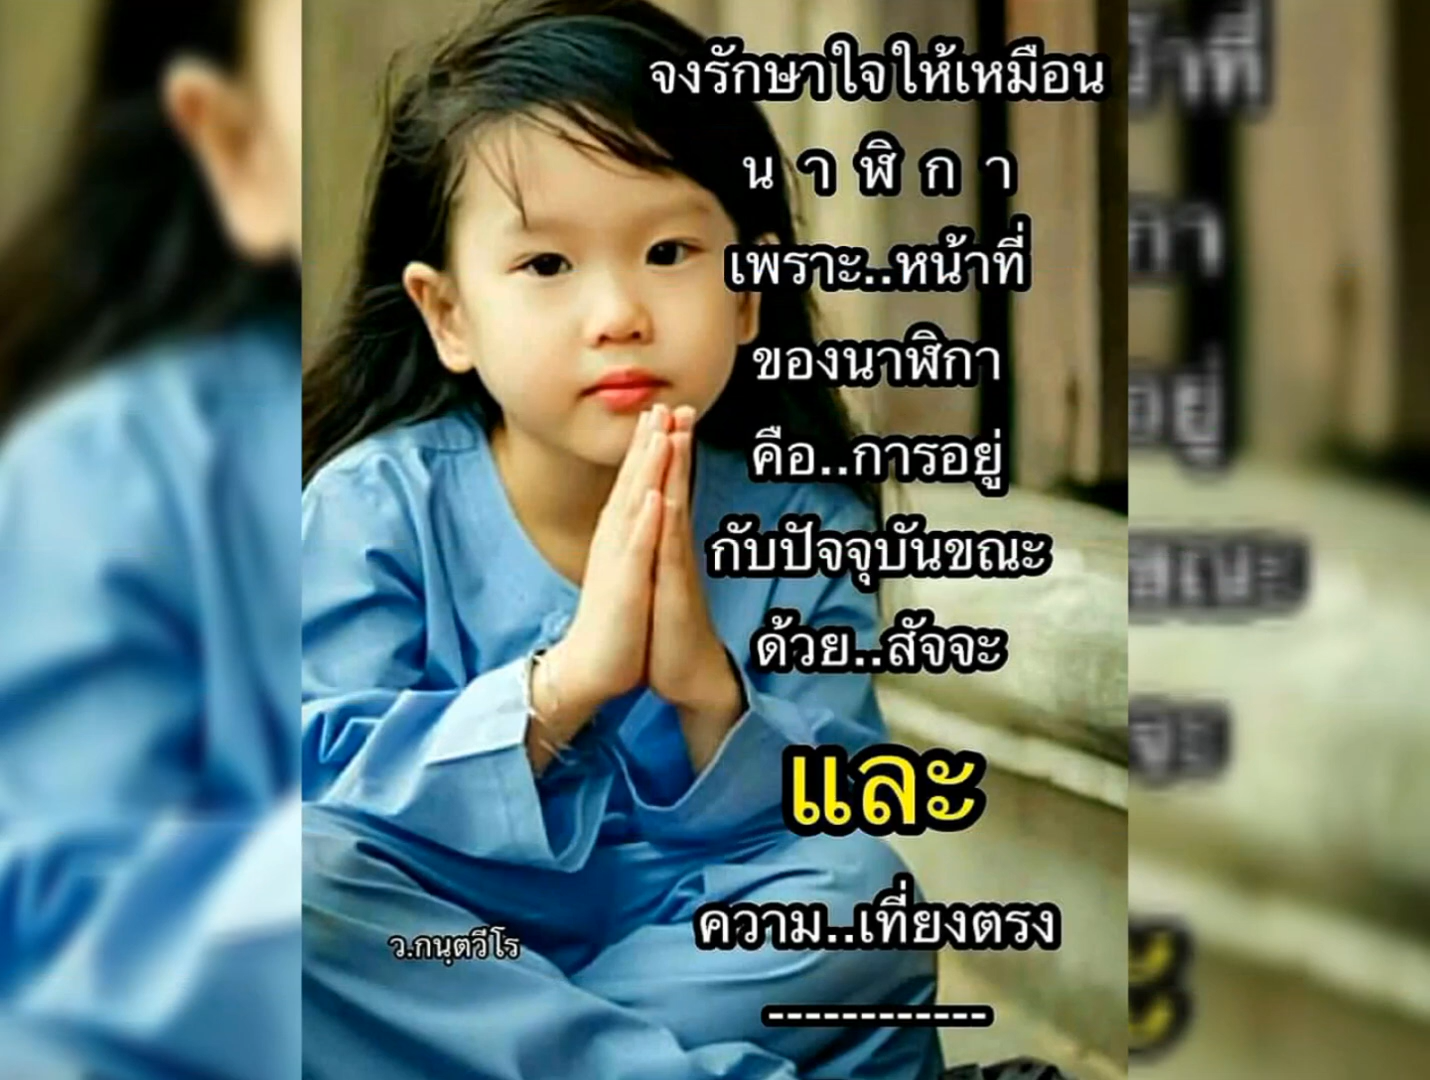 จงรักษาใจให้เหมือน
น า ฬิ ก า
เพราะ..หน้าที่
ของนาฬิกา
คือ..การอยู่
กับปัจจุบันขณะ
ด้วย..สัจจะ
และ
ความ..เที่ยงตรง
ว.กนฺตวีโร
------------